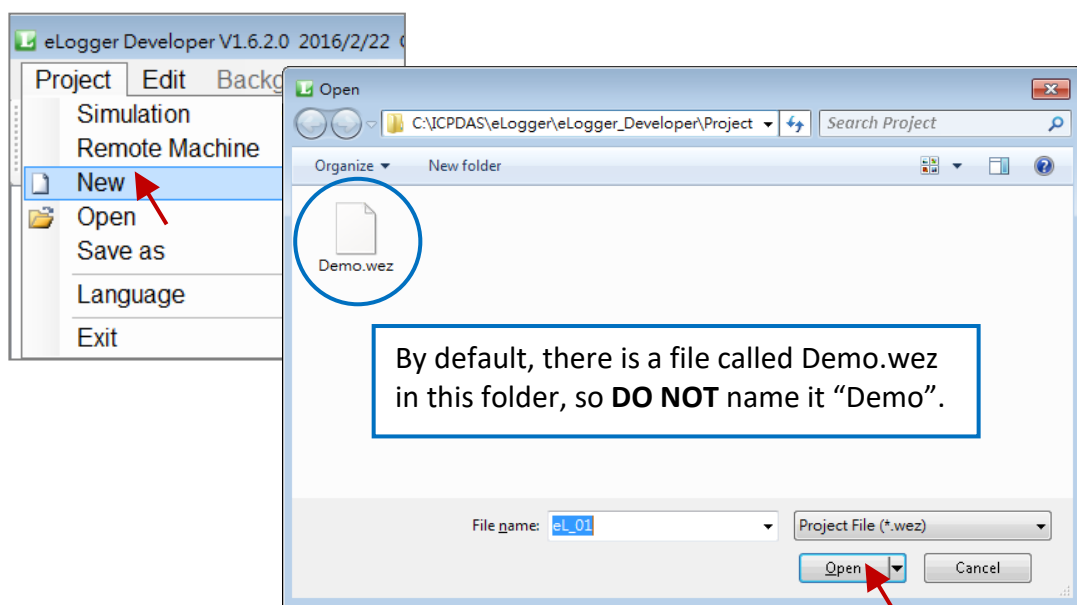 eLogger Developer V1.6.2.0 2016/2/22
Project Edit Backg
Simulation
Remote Machine
New
Open
Save as
Language
Exit
Open
C:\ICPDAS\eLogger\eLogger_Developer\Project
Search Project
Organize
New folder
Demo.wez
By default, there is a file called Demo.wez
in this folder, so DO NOT name it “Demo”.
File name: eL_01
Project File (*.wez)
Open
Cancel